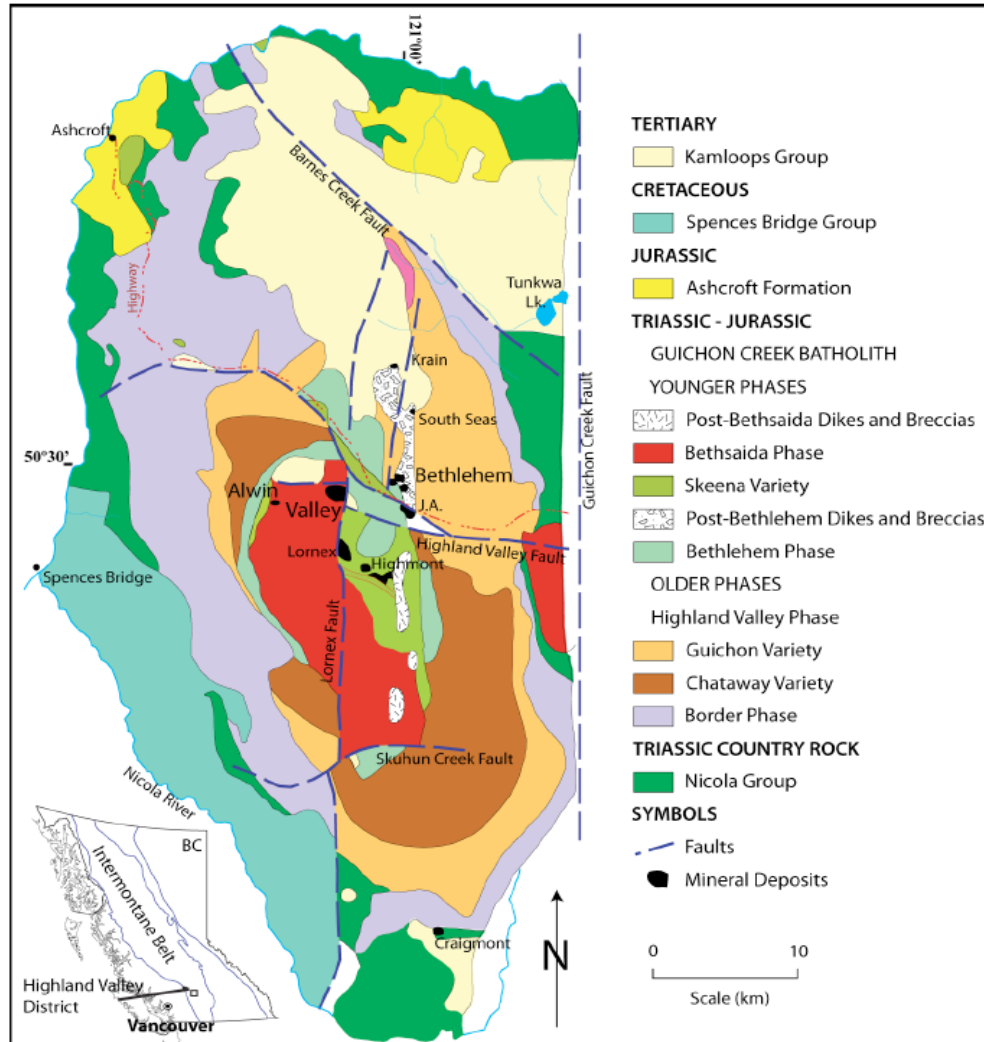 121°00'
Ashcroft
Barnes Creek Fault
Highway
Tunkwa
Lk.
Krain
South Seas
50°30'
Bethlehem
Alwin
Valley
J.A.
Guichon Creek Fault
Lornex
Highland Valley Fault
Highmont
Spences Bridge
Lornex Fault
Skuhun Creek Fault
Nicola River
Craigmont
N
BC
Intermontane Belt
Highland Valley
District
Vancouver
TERTIARY
Kamloops Group
CRETACEOUS
Spences Bridge Group
JURASSIC
Ashcroft Formation
TRIASSIC - JURASSIC
GUICHON CREEK BATHOLITH
YOUNGER PHASES
Post-Bethsaida Dikes and Breccias
Bethsaida Phase
Skeena Variety
Post-Bethlehem Dikes and Breccias
Bethlehem Phase
OLDER PHASES
Highland Valley Phase
Guichon Variety
Chataway Variety
Border Phase
TRIASSIC COUNTRY ROCK
Nicola Group
SYMBOLS
Faults
Mineral Deposits
0 10
Scale (km)